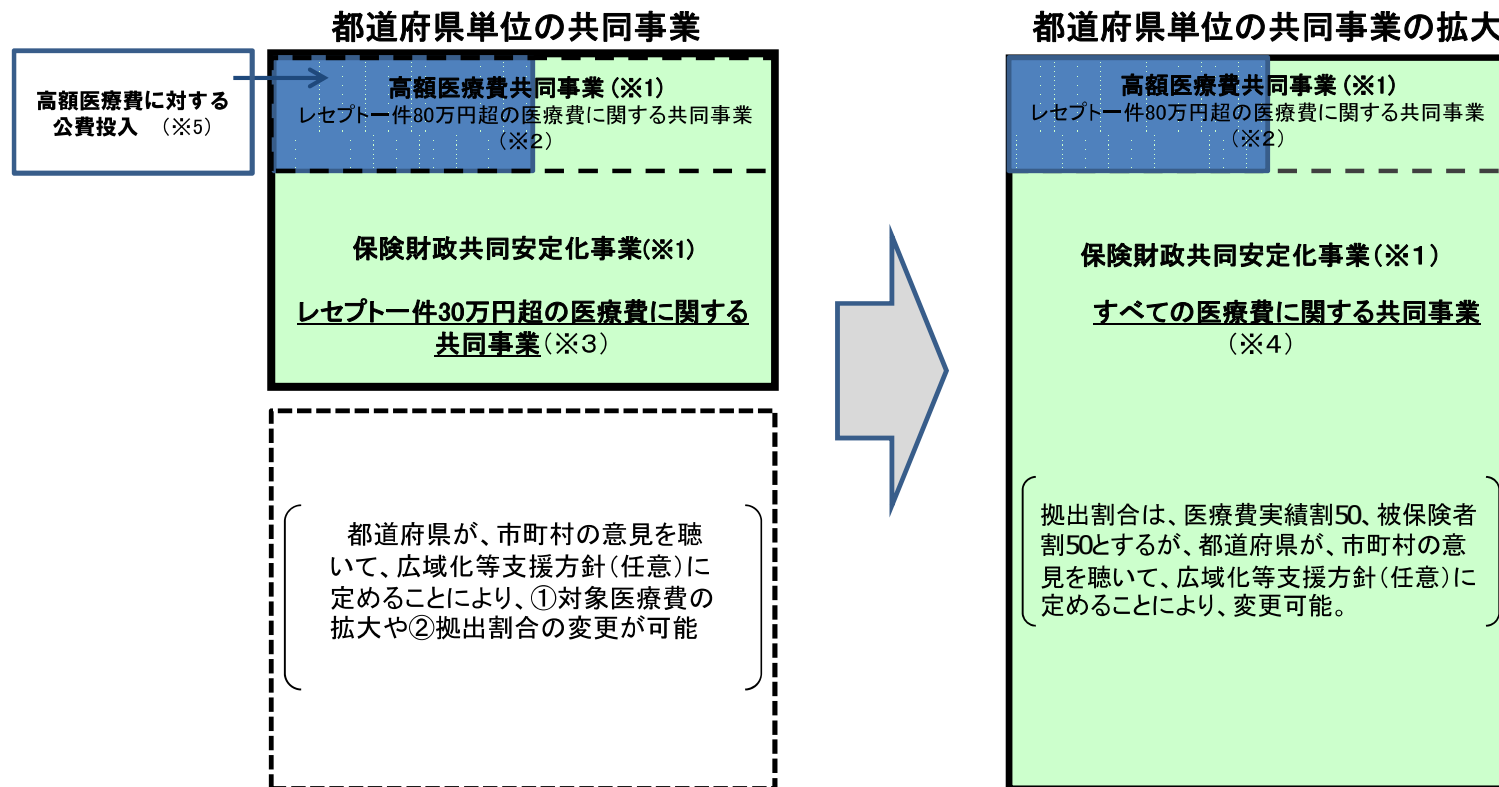 都道府県単位の共同事業
高額医療費に対する
公費投入　（※5）
高額医療費共同事業（※1）
レセプト一件80万円超の医療費に関する共同事業
（※2）
保険財政共同安定化事業(※1)
レセプト一件30万円超の医療費に関する
共同事業（※３）
都道府県が、市町村の意見を聴
いて、広域化等支援方針（任意）に
定めることにより、①対象医療費の
拡大や②拠出割合の変更が可能
都道府県単位の共同事業の拡大
高額医療費共同事業（※1）
レセプト一件80万円超の医療費に関する共同事業
（※2）
保険財政共同安定化事業（※１）
すべての医療費に関する共同事業
（※４）
拠出割合は、医療費実績割50、被保険者
割50とするが、都道府県が、市町村の意
見を聴いて、広域化等支援方針（任意）に
定めることにより、変更可能。